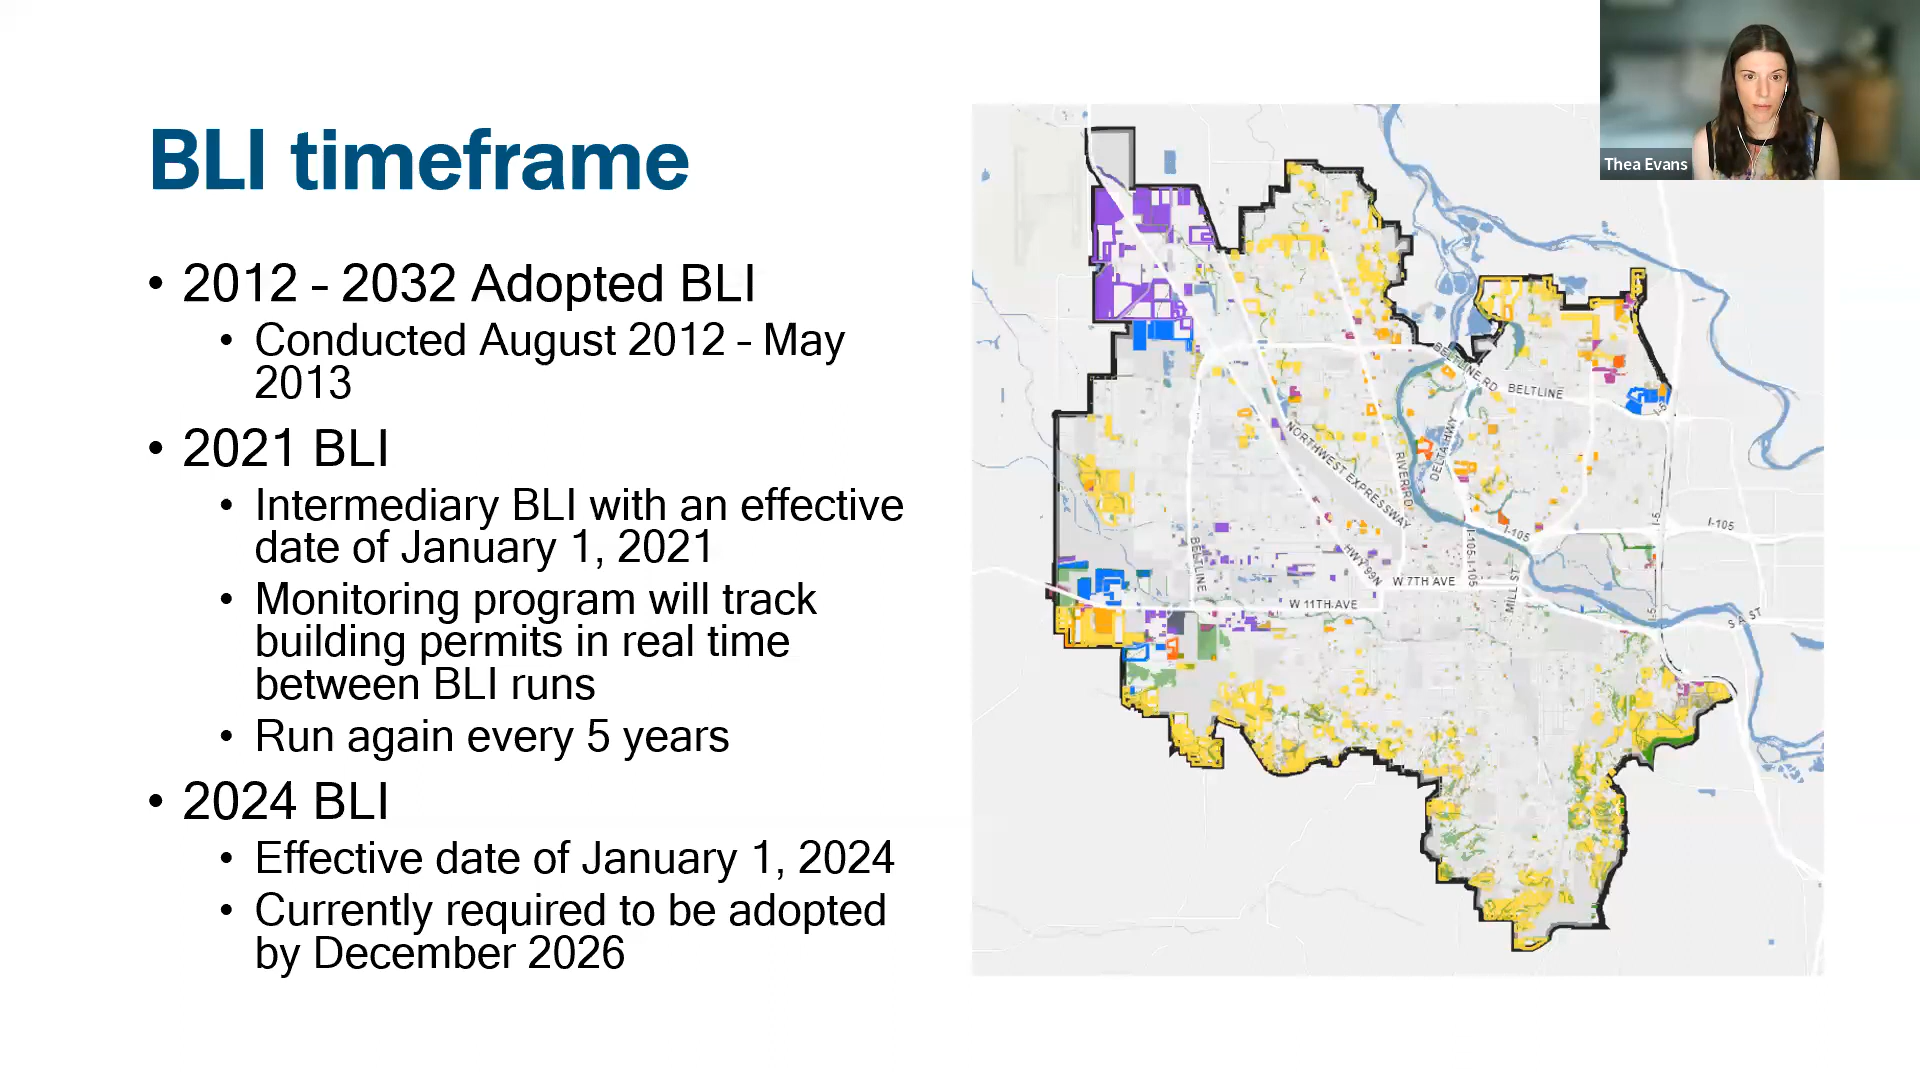 BLI timeframe
• 2012 – 2032 Adopted BLI
• Conducted August 2012 – May
2013
• 2021 BLI
• Intermediary BLI with an effective
date of January 1, 2021
• Monitoring program will track
building permits in real time
between BLI runs
• Run again every 5 years
• 2024 BLI
• Effective date of January 1, 2024
• Currently required to be adopted
by December 2026
Thea Evans
BELTLINE RD
BELTLINE
I-5
NORTHWEST EXPRESSWAY
RIVER RD
DELTA HWY
I-105
I-5
I-105
BELTLINE
HWY 99N
I-105
I-105
W 7TH AVE
MILL ST
W 11TH AVE
I-5
S A ST